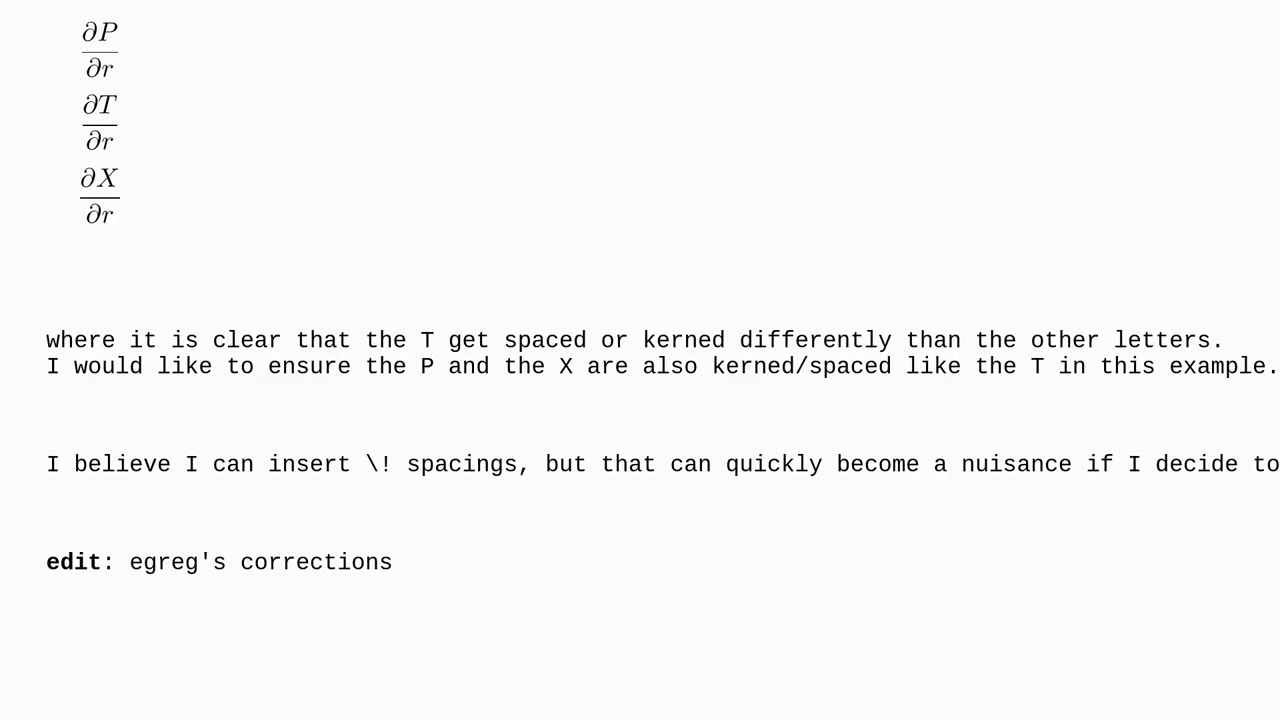 ∂P
∂r
∂T
∂r
∂X
∂r
where it is clear that the T get spaced or kerned differently than the other letters.
I would like to ensure the P and the X are also kerned/spaced like the T in this example.
I believe I can insert \! spacings, but that can quickly become a nuisance if I decide to
edit: egreg's corrections